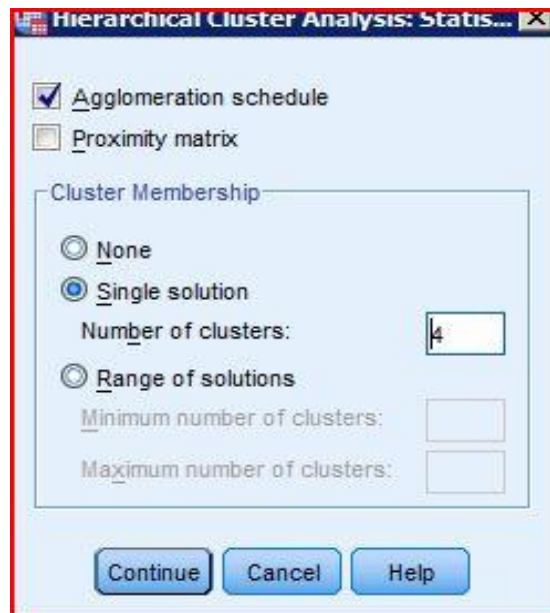 Hierarchical Cluster Analysis: Statis...
Agglomeration schedule
Proximity matrix
Cluster Membership
None
Single solution
Number of clusters: 4
Range of solutions
Minimum number of clusters:
Maximum number of clusters:
Continue Cancel Help